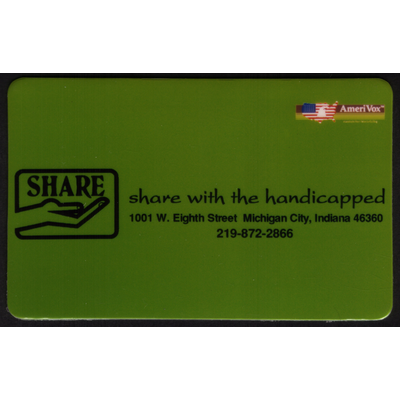 AmeriVox
SHARE
share with the handicapped
1001 W. Eighth Street Michigan City, Indiana 46360
219-872-2866